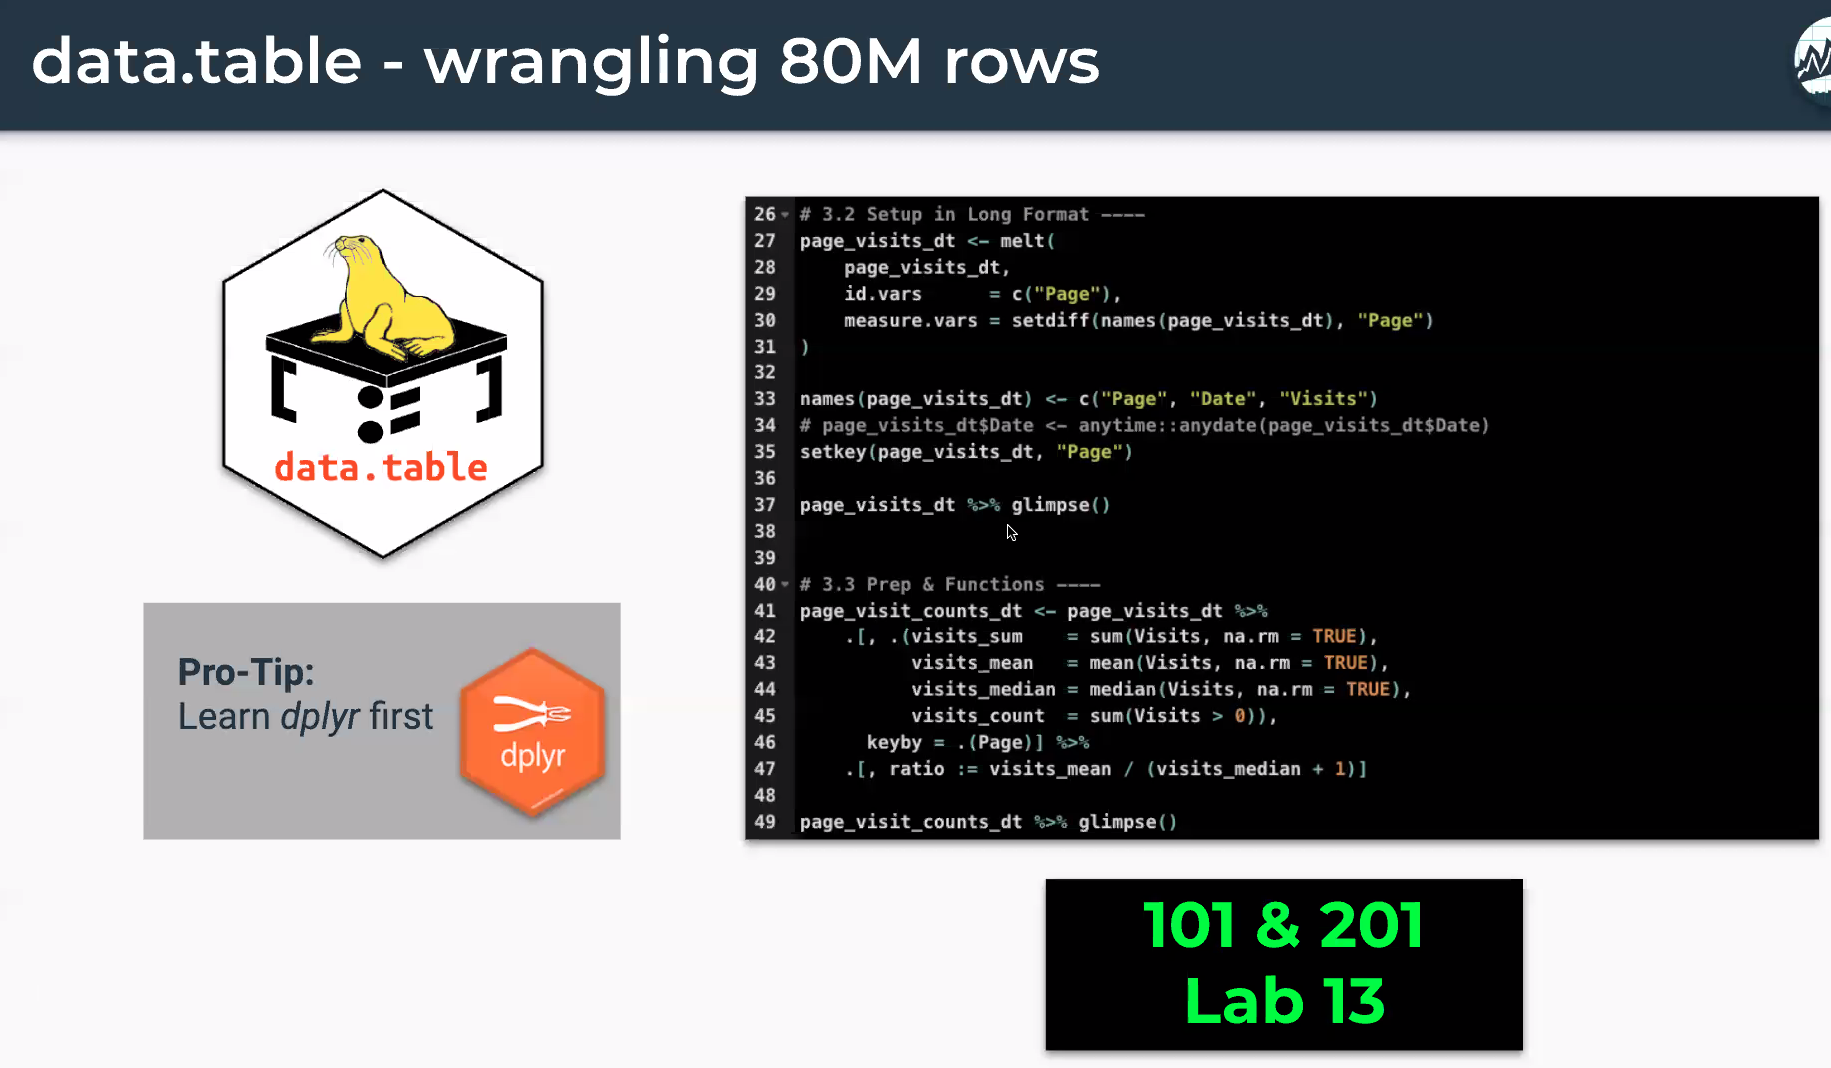 data.table - wrangling 80M rows
data.table
Pro-Tip:
Learn dplyr first
dplyr
26 # 3.2 Setup in Long Format ----
27 page_visits_dt <- melt(
28     page_visits_dt,
29     id.vars      = c("Page"),
30     measure.vars = setdiff(names(page_visits_dt), "Page")
31 )
32
33 names(page_visits_dt) <- c("Page", "Date", "Visits")
34 # page_visits_dt$Date <- anytime::anydate(page_visits_dt$Date)
35 setkey(page_visits_dt, "Page")
36
37 page_visits_dt %>% glimpse()
38
39
40 # 3.3 Prep & Functions ----
41 page_visit_counts_dt <- page_visits_dt %>%
42     .[, .(visits_sum    = sum(Visits, na.rm = TRUE),
43           visits_mean   = mean(Visits, na.rm = TRUE),
44           visits_median = median(Visits, na.rm = TRUE),
45           visits_count  = sum(Visits > 0)),
46       keyby = .(Page)] %>%
47     .[, ratio := visits_mean / (visits_median + 1)]
48
49 page_visit_counts_dt %>% glimpse()
101 & 201
Lab 13